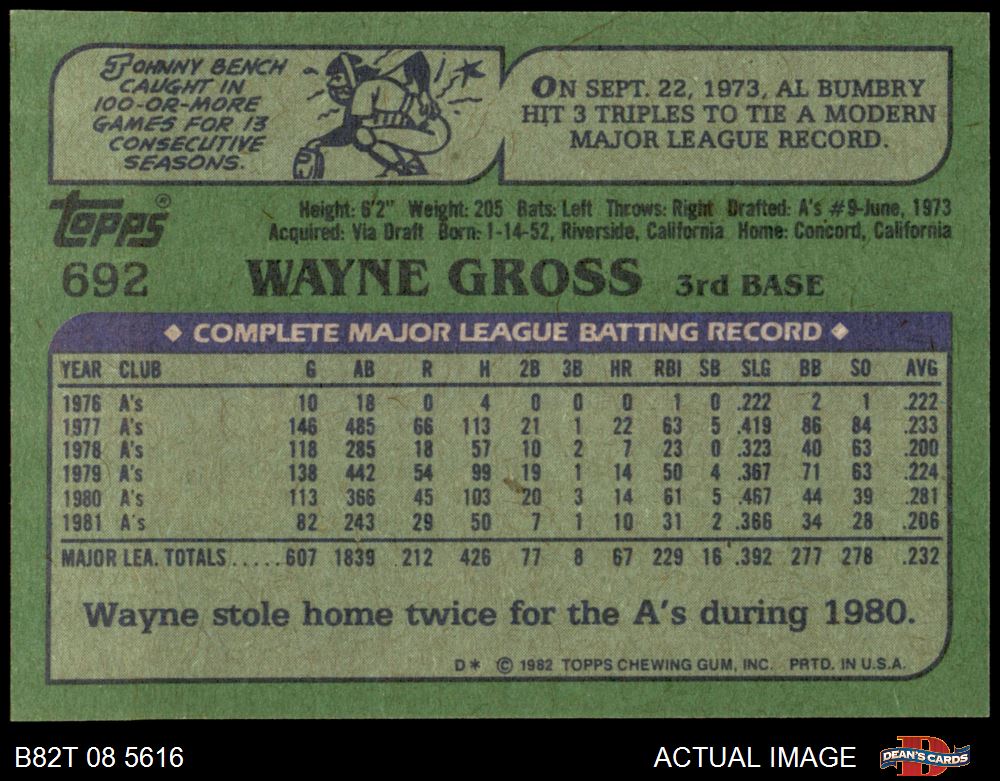 JOHNNY BENCH
CAUGHT IN
100-OR-MORE
GAMES FOR 13
CONSECUTIVE
SEASONS.
ON SEPT. 22, 1973, AL BUMBRY
HIT 3 TRIPLES TO TIE A MODERN
MAJOR LEAGUE RECORD.
Topps®
Height: 6'2" Weight: 205 Bats: Left Throws: Right Drafted: A's #9-June, 1973
Acquired: Via Draft Born: 1-14-52, Riverside, California Home: Concord, California
692 WAYNE GROSS 3rd BASE
◆ COMPLETE MAJOR LEAGUE BATTING RECORD ◆
YEAR CLUB G AB R H 2B 3B HR RBI SB SLG BB SO AVG
1976 A's 10 18 0 4 0 0 0 1 0 .222 2 1 .222
1977 A's 146 485 66 113 21 1 22 63 5 .419 86 84 .233
1978 A's 118 285 18 57 10 2 7 23 0 .323 40 63 .200
1979 A's 138 442 54 99 19 1 14 50 4 .367 71 63 .224
1980 A's 113 366 45 103 20 3 14 61 5 .467 44 39 .281
1981 A's 82 243 29 50 7 1 10 31 2 .366 34 28 .206
MAJOR LEA. TOTALS.....607 1839 212 426 77 8 67 229 16 .392 277 278 .232
Wayne stole home twice for the A's during 1980.
D* © 1982 TOPPS CHEWING GUM, INC. PRTD. IN U.S.A.
B82T 08 5616 ACTUAL IMAGE DEAN'S CARDS